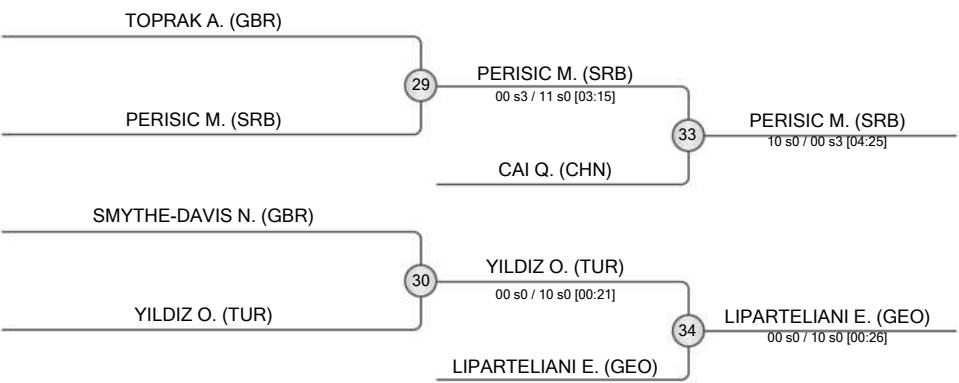 TOPRAK A. (GBR)
29
PERISIC M. (SRB)
00 s3 / 11 s0 [03:15]
PERISIC M. (SRB)
33
PERISIC M. (SRB)
10 s0 / 00 s3 [04:25]
CAI Q. (CHN)
SMYTHE-DAVIS N. (GBR)
30
YILDIZ O. (TUR)
00 s0 / 10 s0 [00:21]
YILDIZ O. (TUR)
34
LIPARTELIANI E. (GEO)
00 s0 / 10 s0 [00:26]
LIPARTELIANI E. (GEO)